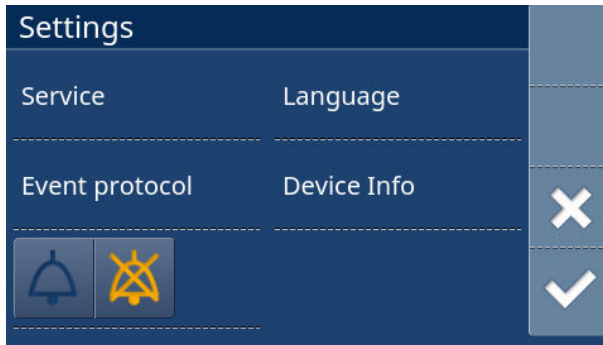 Settings
Service
Language
Event protocol
Device Info